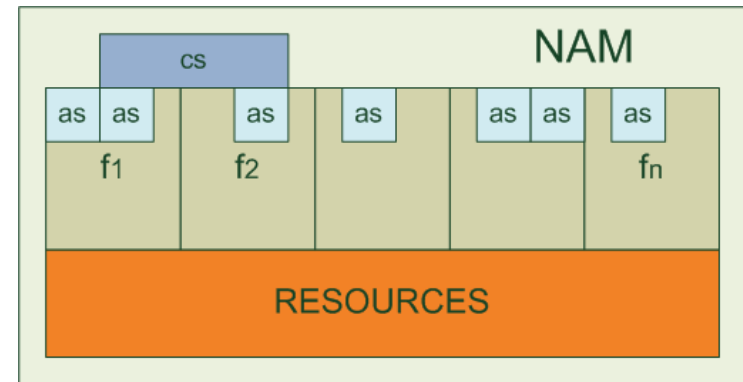 NAM
cs
as as as as as as as
f1 f2 fn
RESOURCES